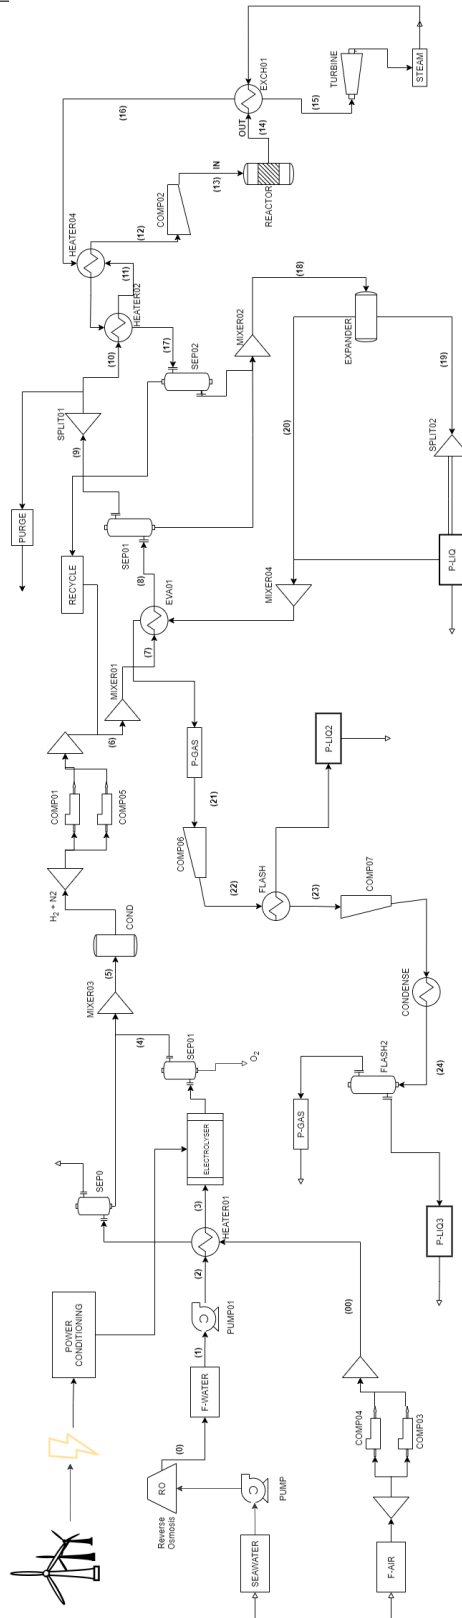 SEAWATER
PUMP
C
RO
Reverse
Osmosis
(0)
F-WATER
(1)
C
PUMP01
(2)
HEATER01
(3)
POWER
CONDITIONING
ELECTROLYSER
SEP01
O2
(4)
SEP0
F-AIR
COMP04
COMP03
(00)
MIXER03
(5)
COND
H2 + N2
COMP01
COMP05
(6)
MIXER01
(7)
EVA01
(8)
SEP01
RECYCLE
PURGE
(9)
SPLIT01
(10)
HEATER02
(11)
HEATER04
(12)
COMP02
(13)
IN
REACTOR
OUT
(14)
EXCH01
(15)
TURBINE
STEAM
(16)
(17)
SEP02
MIXER02
(18)
EXPANDER
(19)
SPLIT02
P-LIQ
(20)
MIXER04
P-GAS
(21)
COMP06
(22)
FLASH
P-LIQ2
(23)
COMP07
CONDENSE
(24)
FLASH2
P-GAS
P-LIQ3